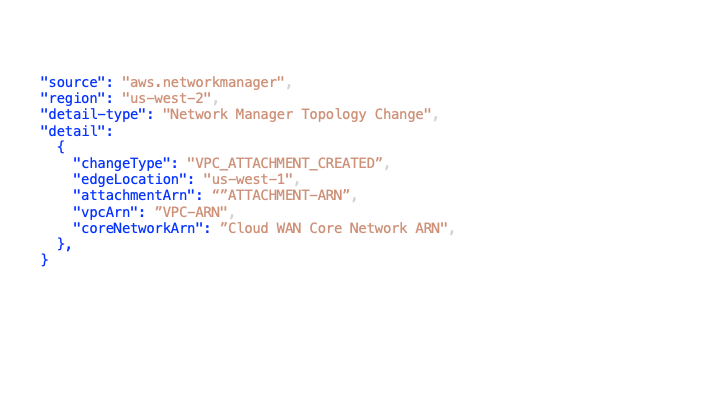 "source": "aws.networkmanager",
"region": "us-west-2",
"detail-type": "Network Manager Topology Change",
"detail":
{
"changeType": "VPC_ATTACHMENT_CREATED”,
"edgeLocation": "us-west-1",
"attachmentArn": “”ATTACHMENT-ARN”,
"vpcArn": ”VPC-ARN",
"coreNetworkArn": ”Cloud WAN Core Network ARN",
},
}